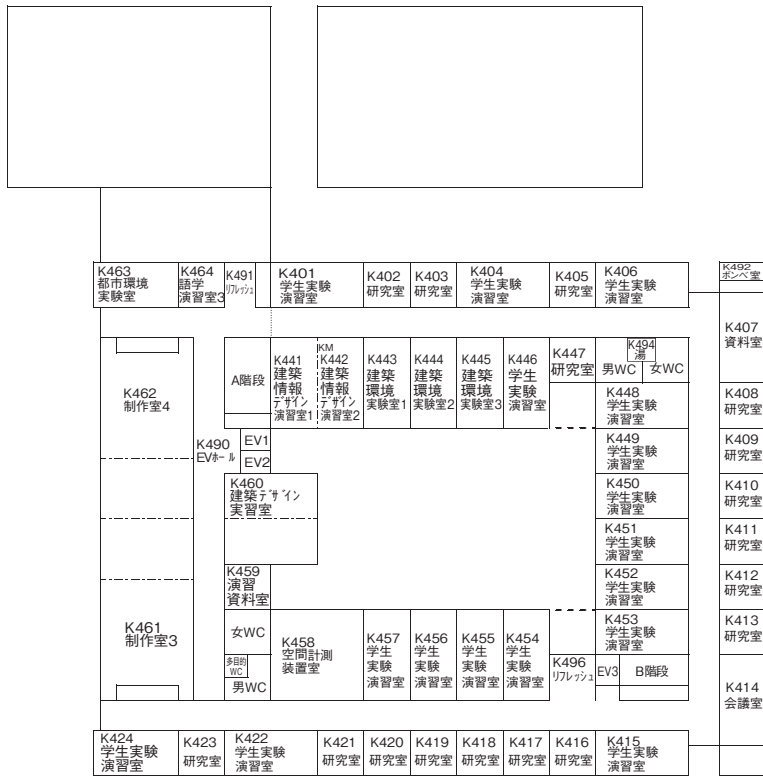 K463
都市環境
実験室
K464
語学
演習室3
K491
ﾘﾌﾚｯｼｭ
K401
学生実験
演習室
K402
研究室
K403
研究室
K404
学生実験
演習室
K405
研究室
K406
学生実験
演習室
K492
ボンベ室
K407
資料室
K462
制作室4
A階段
K441
建築
情報
ﾃﾞｻﾞｲﾝ
演習室1
KM
K442
建築
情報
ﾃﾞｻﾞｲﾝ
演習室2
K443
建築
環境
実験室1
K444
建築
環境
実験室2
K445
建築
環境
実験室3
K446
学生
実験
演習室
K447
研究室
K494
湯
男WC
女WC
K448
学生実験
演習室
K408
研究室
K490
EVﾎｰﾙ
EV1
EV2
K449
学生実験
演習室
K409
研究室
K460
建築ﾃﾞｻﾞｲﾝ
実習室
K450
学生実験
演習室
K410
研究室
K451
学生実験
演習室
K411
研究室
K459
演習
資料室
K452
学生実験
演習室
K412
研究室
K461
制作室3
女WC
多目的
WC
男WC
K458
空間計測
装置室
K457
学生
実験
演習室
K456
学生
実験
演習室
K455
学生
実験
演習室
K454
学生
実験
演習室
K496
ﾘﾌﾚｯｼｭ
K453
学生実験
演習室
EV3
B階段
K413
研究室
K414
会議室
K424
学生実験
演習室
K423
研究室
K422
学生実験
演習室
K421
研究室
K420
研究室
K419
研究室
K418
研究室
K417
研究室
K416
研究室
K415
学生実験
演習室